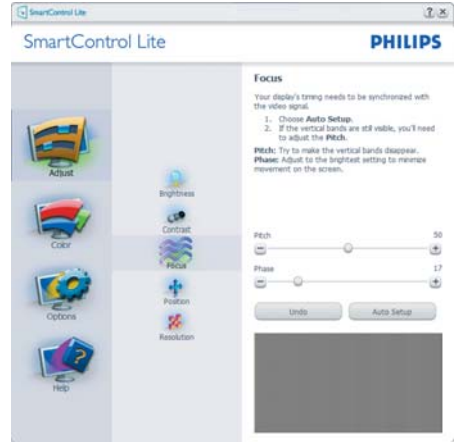 SmartControl Lite
SmartControl Lite
PHILIPS
Adjust
Color
Options
Help
Brightness
Contrast
Focus
Position
Resolution
Focus
Your display's timing needs to be synchronized with
the video signal.
1. Choose Auto Setup.
2. If the vertical bands are still visible, you'll need
to adjust the Pitch.
Pitch: Try to make the vertical bands disappear.
Phase: Adjust to the brightest setting to minimize
movement on the screen.
Pitch 50
Phase 17
Undo Auto Setup